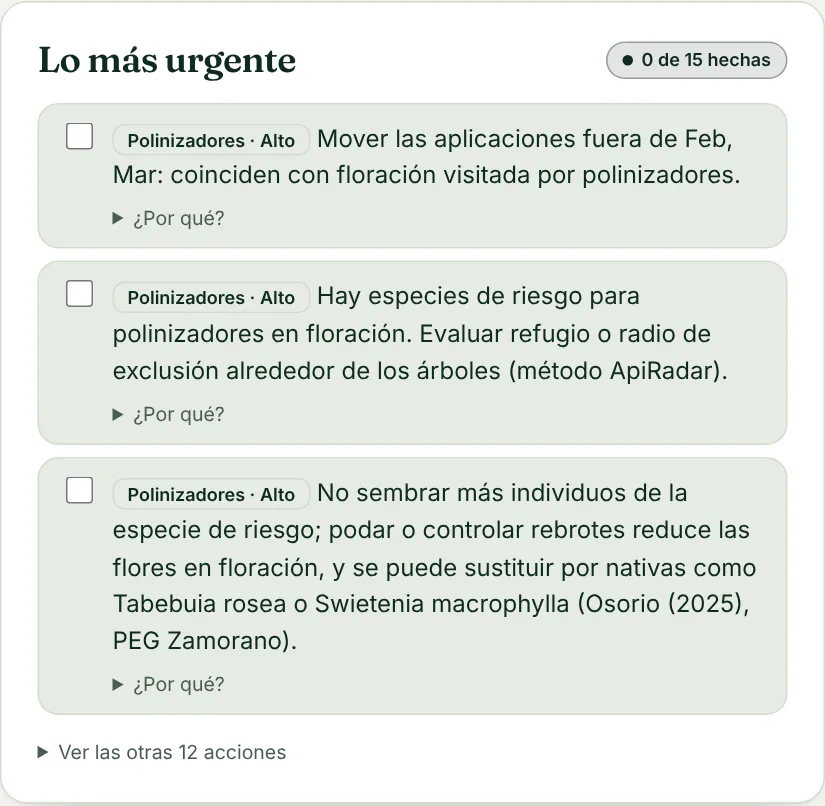 Lo más urgente
0 de 15 hechas
Polinizadores · Alto Mover las aplicaciones fuera de Feb,
Mar: coinciden con floración visitada por polinizadores.
¿Por qué?
Polinizadores · Alto Hay especies de riesgo para
polinizadores en floración. Evaluar refugio o radio de
exclusión alrededor de los árboles (método ApiRadar).
¿Por qué?
Polinizadores · Alto No sembrar más individuos de la
especie de riesgo; podar o controlar rebrotes reduce las
flores en floración, y se puede sustituir por nativas como
Tabebuia rosea o Swietenia macrophylla (Osorio (2025),
PEG Zamorano).
¿Por qué?
Ver las otras 12 acciones